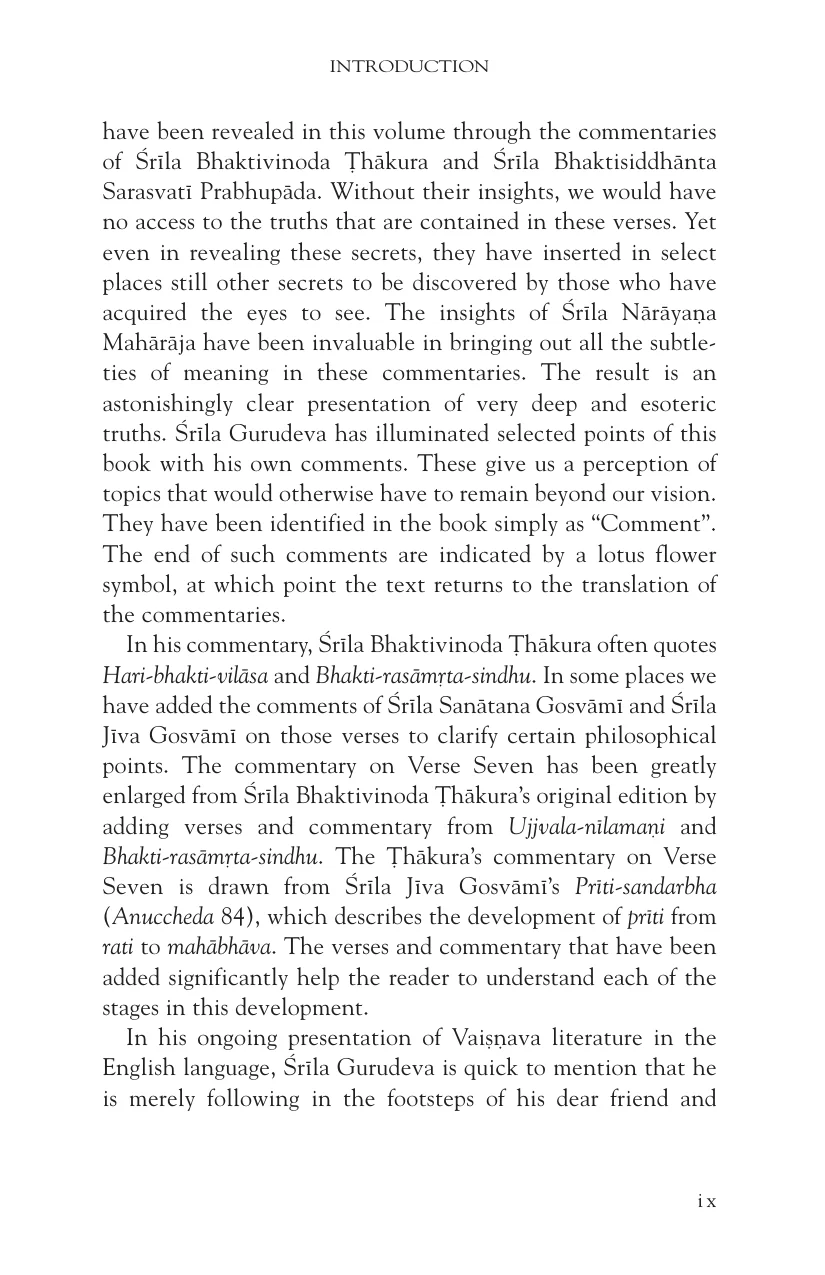 INTRODUCTION
have been revealed in this volume through the commentaries
of Śrīla Bhaktivinoda Ṭhākura and Śrīla Bhaktisiddhānta
Sarasvatī Prabhupāda. Without their insights, we would have
no access to the truths that are contained in these verses. Yet
even in revealing these secrets, they have inserted in select
places still other secrets to be discovered by those who have
acquired the eyes to see. The insights of Śrīla Nārāyaṇa
Mahārāja have been invaluable in bringing out all the subtle-
ties of meaning in these commentaries. The result is an
astonishingly clear presentation of very deep and esoteric
truths. Śrīla Gurudeva has illuminated selected points of this
book with his own comments. These give us a perception of
topics that would otherwise have to remain beyond our vision.
They have been identified in the book simply as “Comment”.
The end of such comments are indicated by a lotus flower
symbol, at which point the text returns to the translation of
the commentaries.
In his commentary, Śrīla Bhaktivinoda Ṭhākura often quotes
Hari-bhakti-vilāsa and Bhakti-rasāmṛta-sindhu. In some places we
have added the comments of Śrīla Sanātana Gosvāmī and Śrīla
Jīva Gosvāmī on those verses to clarify certain philosophical
points. The commentary on Verse Seven has been greatly
enlarged from Śrīla Bhaktivinoda Ṭhākura’s original edition by
adding verses and commentary from Ujjvala-nīlamaṇi and
Bhakti-rasāmṛta-sindhu. The Ṭhākura’s commentary on Verse
Seven is drawn from Śrīla Jīva Gosvāmī’s Prīti-sandarbha
(Anuccheda 84), which describes the development of prīti from
rati to mahābhāva. The verses and commentary that have been
added significantly help the reader to understand each of the
stages in this development.
In his ongoing presentation of Vaiṣṇava literature in the
English language, Śrīla Gurudeva is quick to mention that he
is merely following in the footsteps of his dear friend and
ix